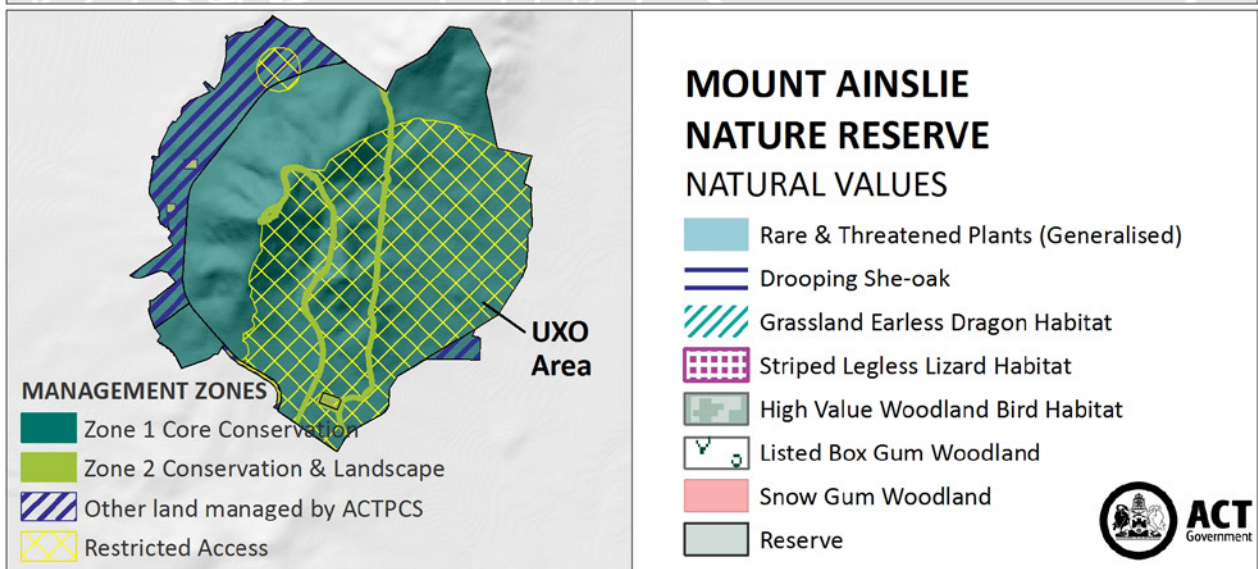 UXO
Area
MANAGEMENT ZONES
Zone 1 Core Conservation
Zone 2 Conservation & Landscape
Other land managed by ACTPCS
Restricted Access
MOUNT AINSLIE
NATURE RESERVE
NATURAL VALUES
Rare & Threatened Plants (Generalised)
Drooping She-oak
Grassland Earless Dragon Habitat
Striped Legless Lizard Habitat
High Value Woodland Bird Habitat
Listed Box Gum Woodland
Snow Gum Woodland
Reserve
ACT
Government